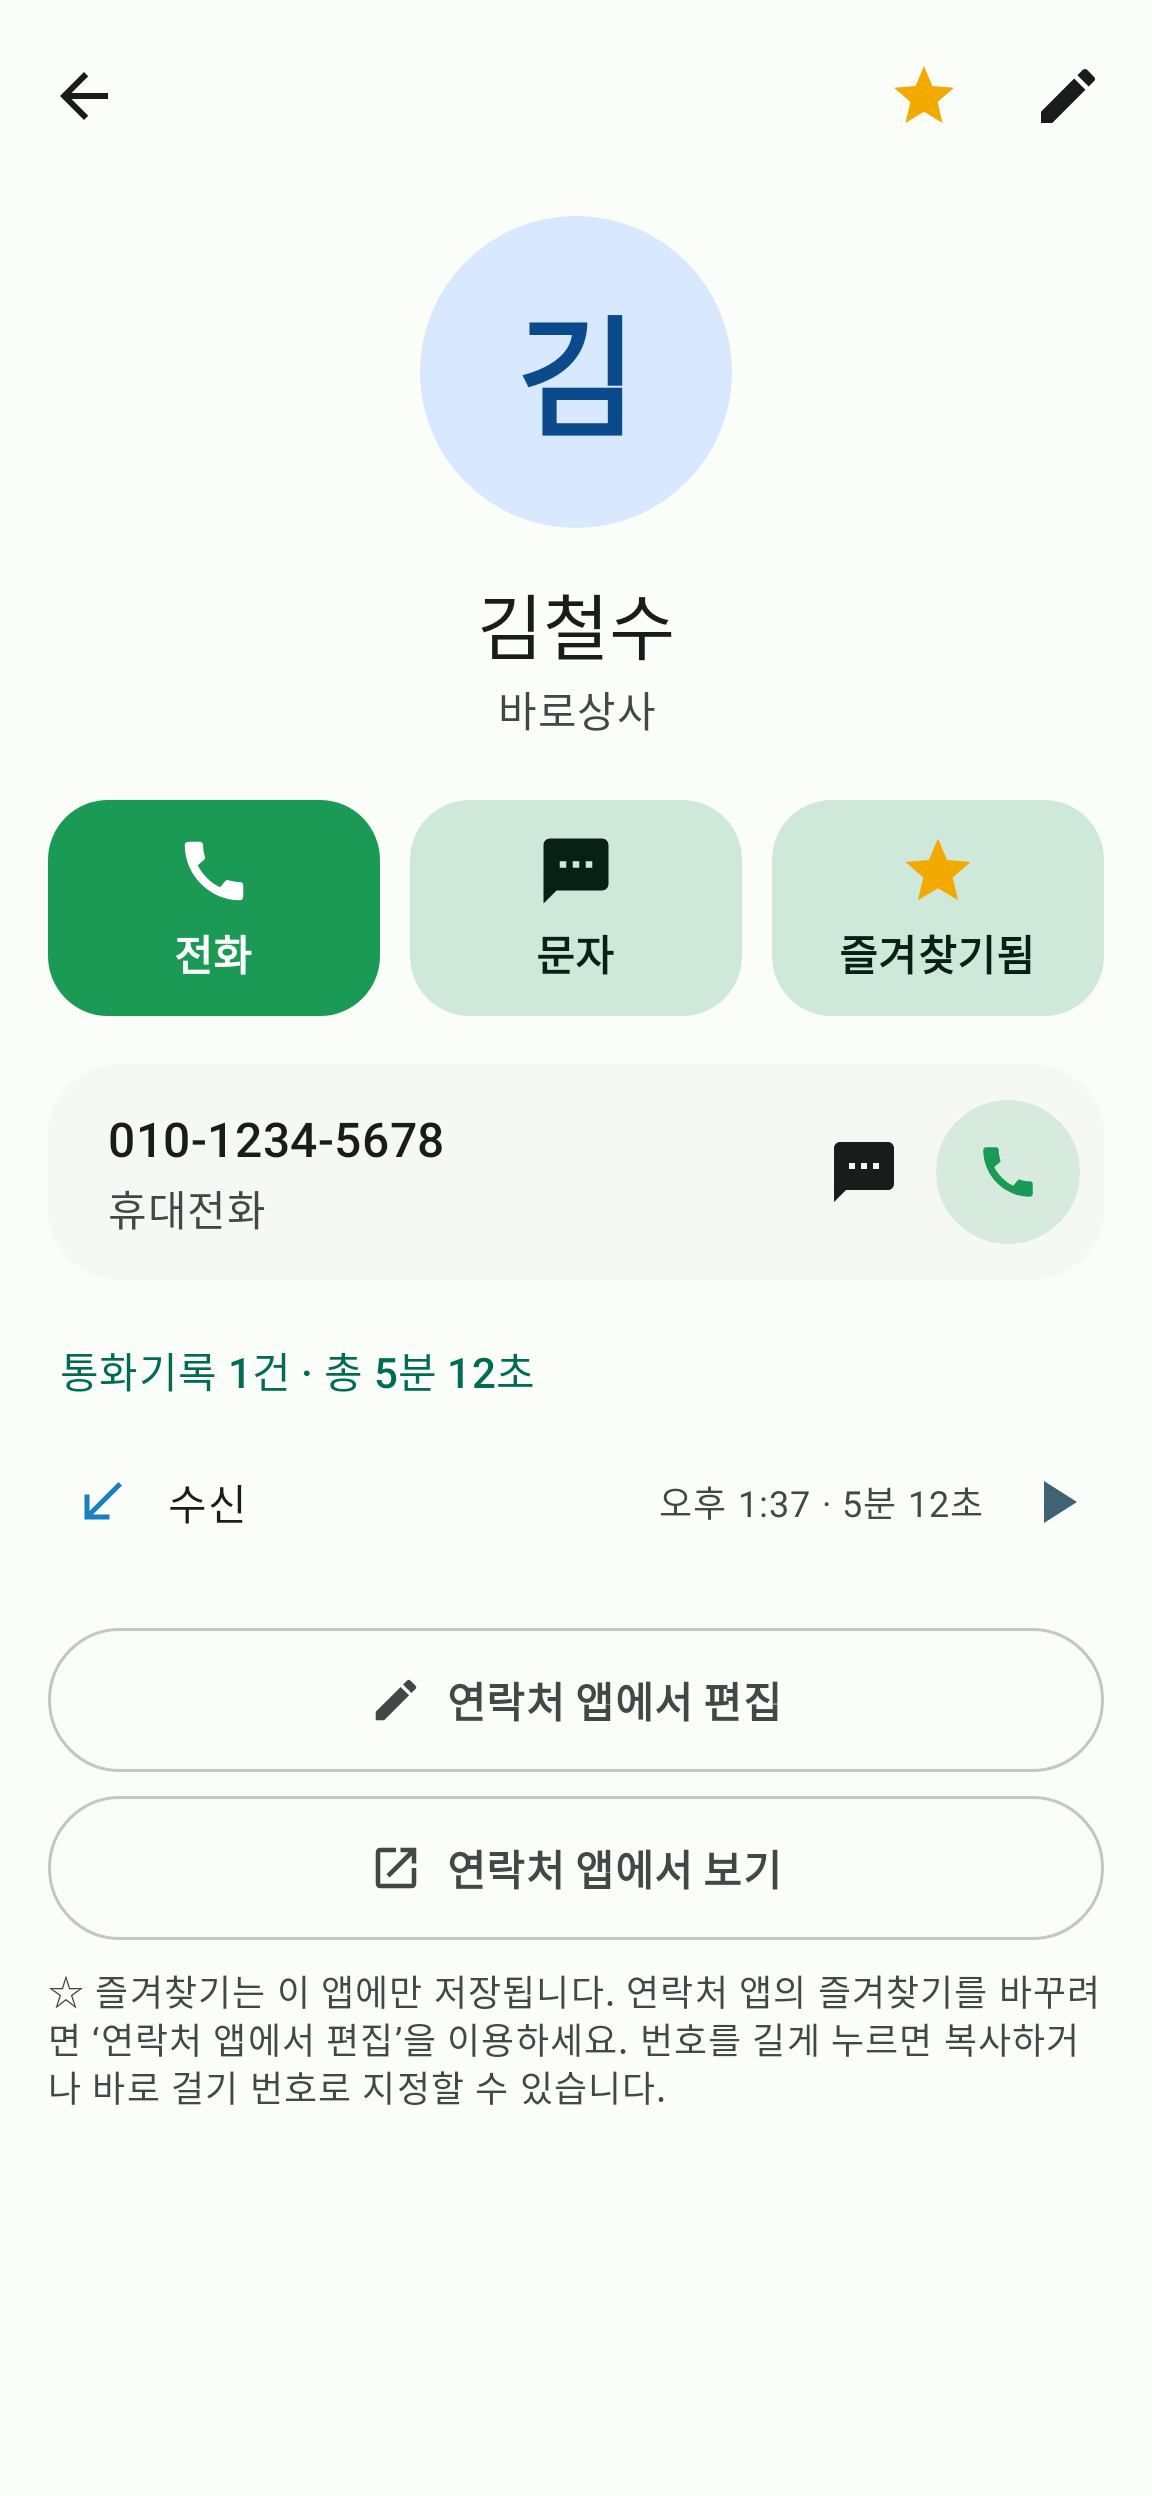 김
김철수
바로상사
전화
문자
즐겨찾기됨
010-1234-5678
휴대전화
통화기록 1건 · 총 5분 12초
수신
오후 1:37 · 5분 12초
연락처 앱에서 편집
연락처 앱에서 보기
☆ 즐겨찾기는 이 앱에만 저장됩니다. 연락처 앱의 즐겨찾기를 바꾸려
면 ‘연락처 앱에서 편집’을 이용하세요. 번호를 길게 누르면 복사하거
나 바로 걸기 번호로 지정할 수 있습니다.